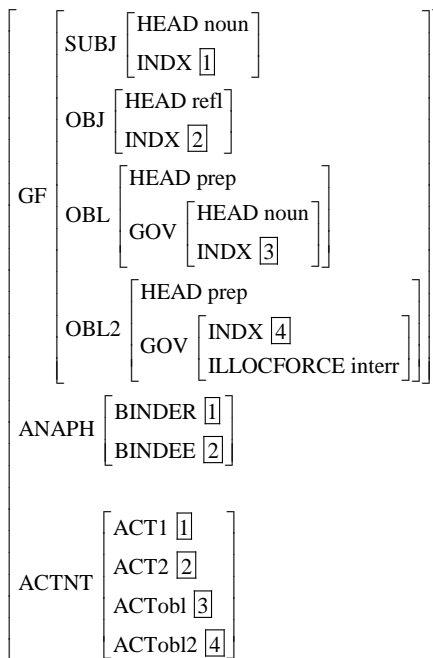 HEAD noun
SUBJ
INDX 1
HEAD refl
OBJ
INDX 2
HEAD prep
OBL
HEAD noun
GOV
INDX 3
GF
HEAD prep
OBL2
INDX 4
GOV
ILLOCFORCE interr
BINDER 1
ANAPH
BINDEE 2
ACT1 1
ACT2 2
ACTNT
ACTobl 3
ACTobl2 4